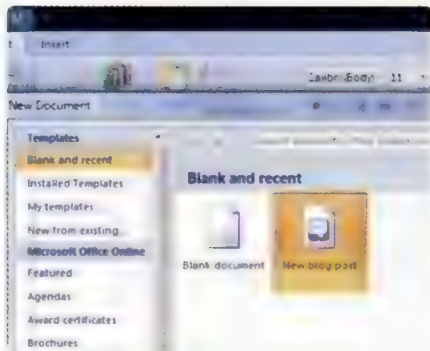 Insert
Calibri (Body) 11
New Document
Templates
Blank and recent
Installed Templates
My templates
New from existing...
Microsoft Office Online
Featured
Agendas
Award certificates
Brochures
Blank and recent
Blank document
New blog post